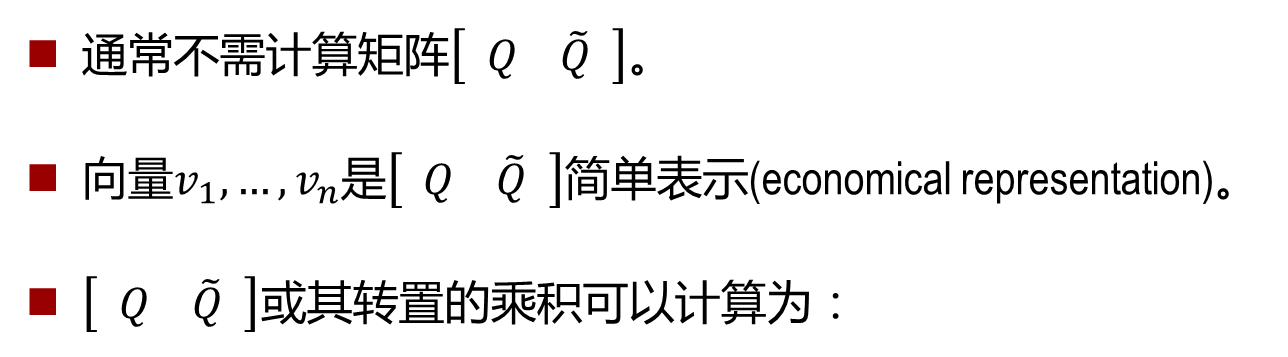 ■ 通常不需计算矩阵[ Q Q̃ ]。
■ 向量v₁, …, vₙ是[ Q Q̃ ]简单表示(economical representation)。
■ [ Q Q̃ ]或其转置的乘积可以计算为：